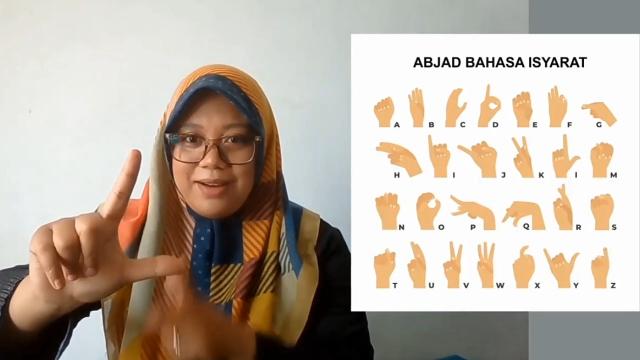 ABJAD BAHASA ISYARAT
A B C D E F G
H I J K I M
N O P Q R S
T U V W X Y Z